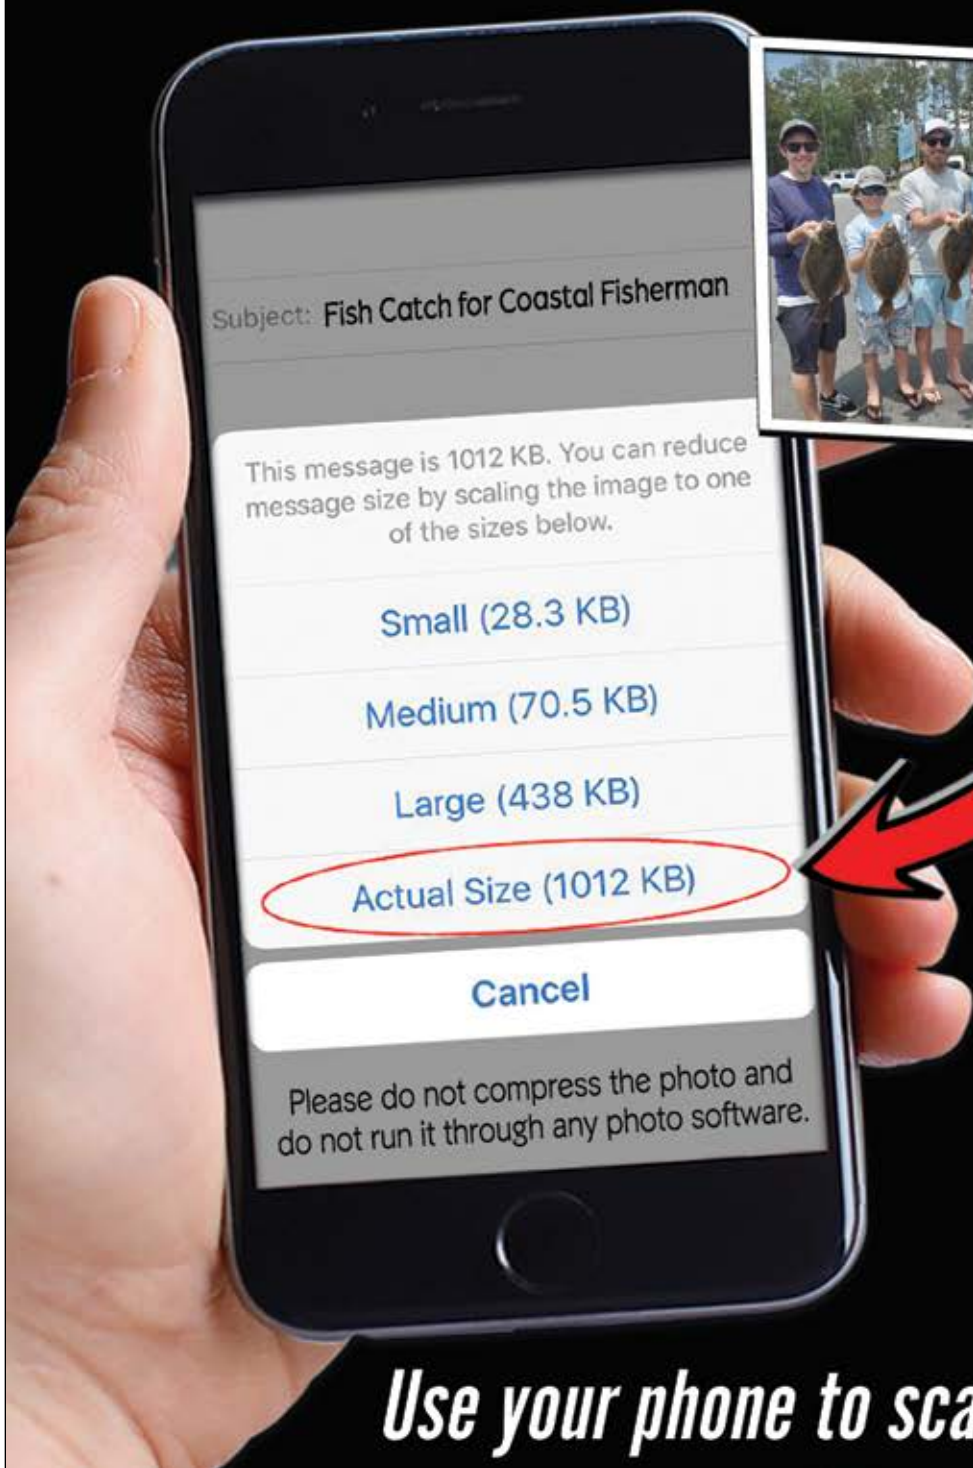 Subject: Fish Catch for Coastal Fisherman
This message is 1012 KB. You can reduce
message size by scaling the image to one
of the sizes below.
Small (28.3 KB)
Medium (70.5 KB)
Large (438 KB)
Actual Size (1012 KB)
Cancel
Please do not compress the photo and
do not run it through any photo software.
Use your phone to